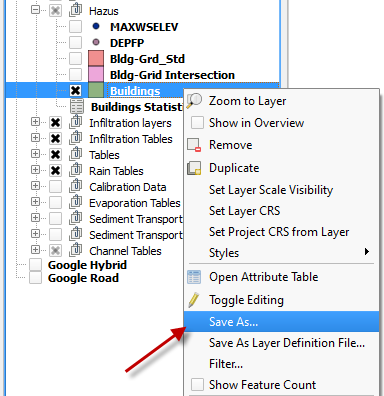 Hazus
MAXWSELEV
DEPFP
Bldg-Grd_Std
Bldg-Grid Intersection
Buildings
Buildings Statist
Infiltration layers
Infiltration Tables
Tables
Rain Tables
Calibration Data
Evaporation Tables
Sediment Transport
Sediment Transport
Channel Tables
Google Hybrid
Google Road
Zoom to Layer
Show in Overview
Remove
Duplicate
Set Layer Scale Visibility
Set Layer CRS
Set Project CRS from Layer
Styles
Open Attribute Table
Toggle Editing
Save As...
Save As Layer Definition File...
Filter...
Show Feature Count